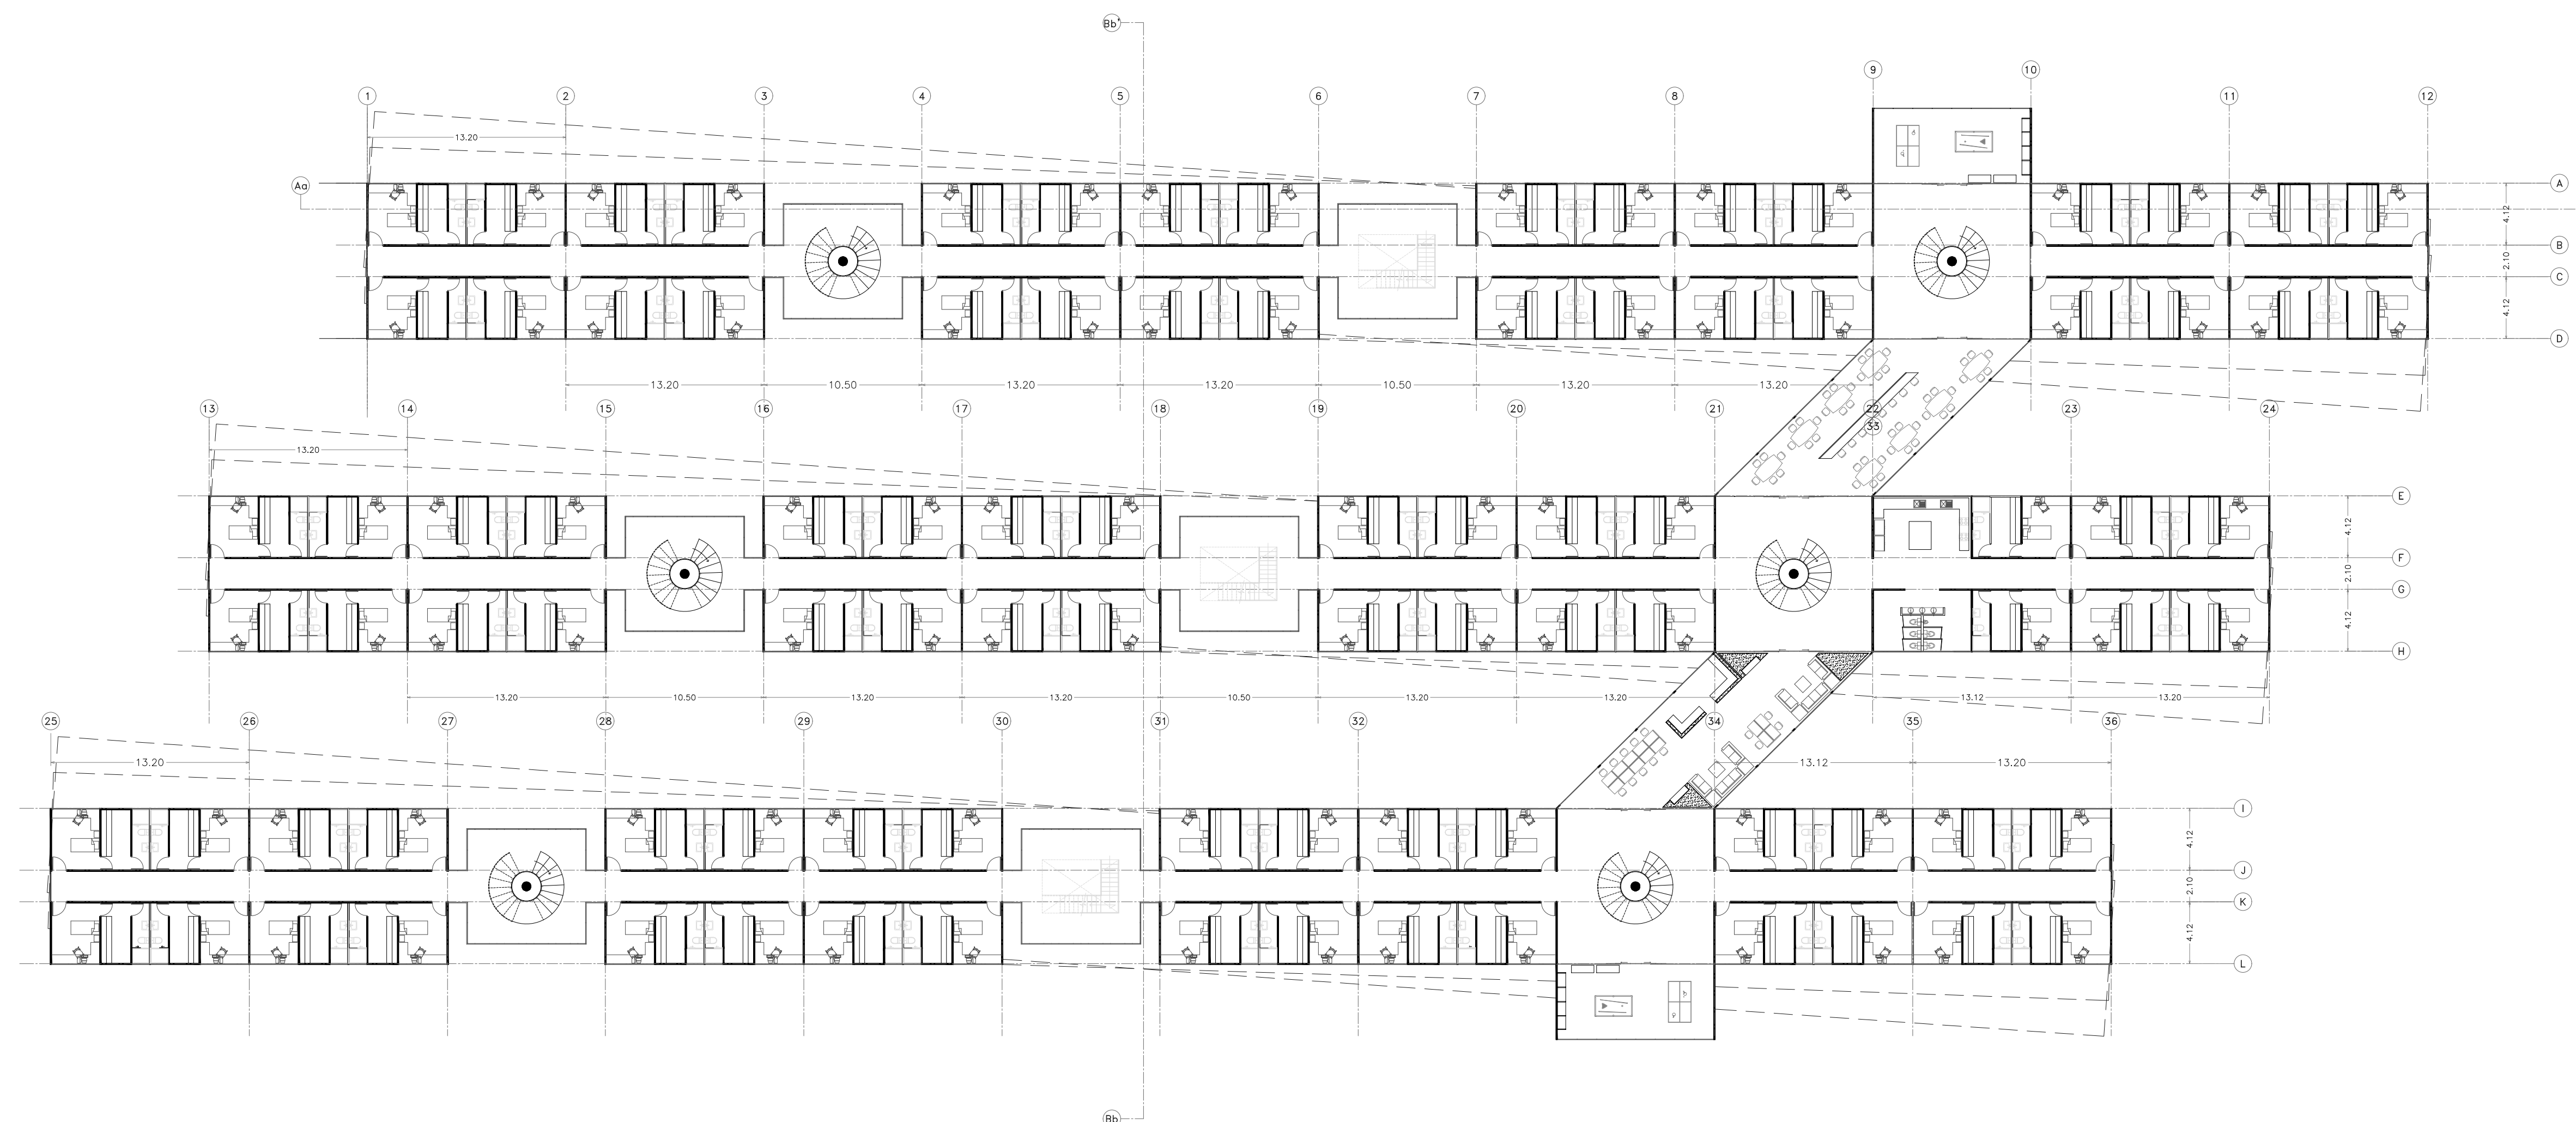 Bb'
9 10
1 2 3 4 5 6 7 8 11 12
13.20
Aa A
4.12
B
2.10
C
4.12
D
13.20 10.50 13.20 13.20 10.50 13.20 13.20
13 14 15 16 17 18 19 20 21 22 23 24
33
13.20
E
4.12
F
2.10
G
4.12
H
13.20 10.50 13.20 13.20 10.50 13.20 13.20 13.12 13.20
25 26 27 28 29 30 31 32 34 35 36
13.20 13.12 13.20
I
4.12
J
2.10
K
4.12
L
Bb